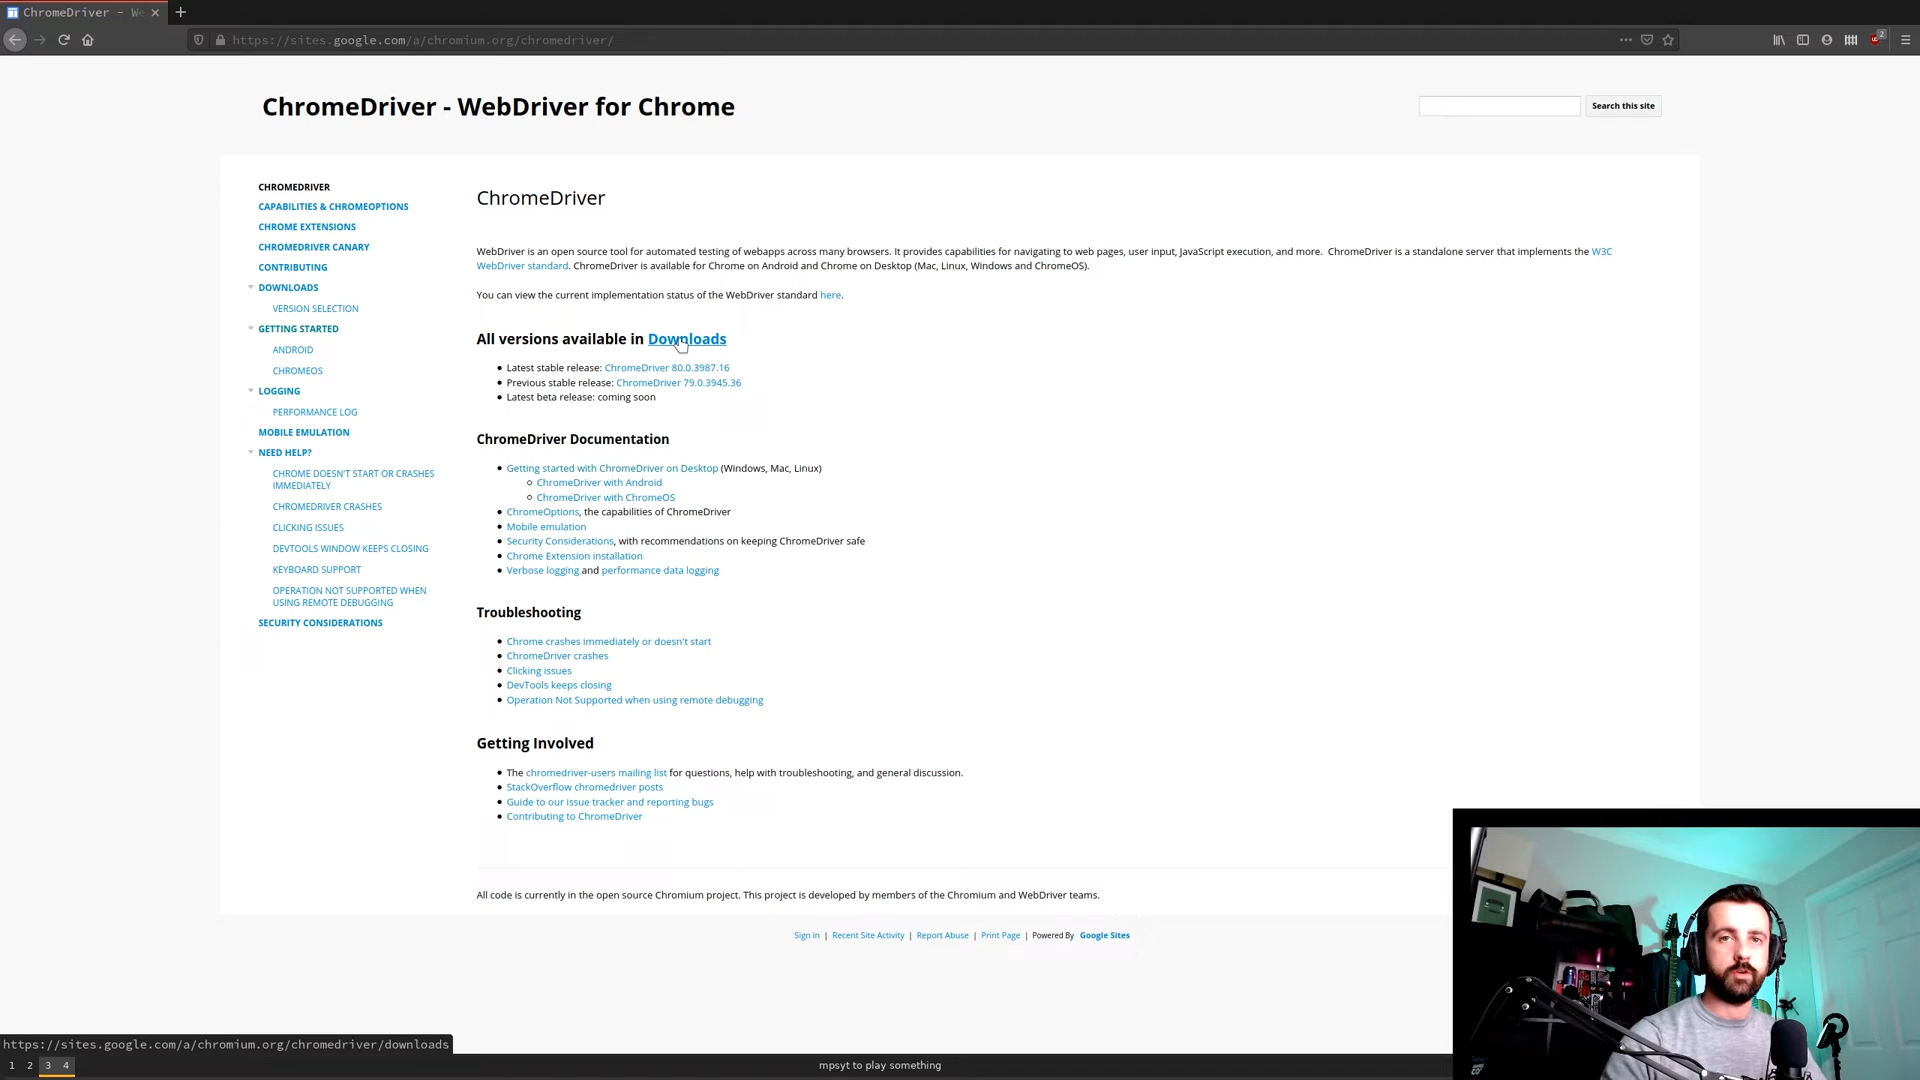 ChromeDriver - We
https://sites.google.com/a/chromium.org/chromedriver/
2
ChromeDriver - WebDriver for Chrome
Search this site
CHROMEDRIVER
CAPABILITIES & CHROMEOPTIONS
CHROME EXTENSIONS
CHROMEDRIVER CANARY
CONTRIBUTING
DOWNLOADS
VERSION SELECTION
GETTING STARTED
ANDROID
CHROMEOS
LOGGING
PERFORMANCE LOG
MOBILE EMULATION
NEED HELP?
CHROME DOESN'T START OR CRASHES
IMMEDIATELY
CHROMEDRIVER CRASHES
CLICKING ISSUES
DEVTOOLS WINDOW KEEPS CLOSING
KEYBOARD SUPPORT
OPERATION NOT SUPPORTED WHEN
USING REMOTE DEBUGGING
SECURITY CONSIDERATIONS
ChromeDriver
WebDriver is an open source tool for automated testing of webapps across many browsers. It provides capabilities for navigating to web pages, user input, JavaScript execution, and more.  ChromeDriver is a standalone server that implements the W3C
WebDriver standard. ChromeDriver is available for Chrome on Android and Chrome on Desktop (Mac, Linux, Windows and ChromeOS).
You can view the current implementation status of the WebDriver standard here.
All versions available in Downloads
Latest stable release: ChromeDriver 80.0.3987.16
Previous stable release: ChromeDriver 79.0.3945.36
Latest beta release: coming soon
ChromeDriver Documentation
Getting started with ChromeDriver on Desktop (Windows, Mac, Linux)
ChromeDriver with Android
ChromeDriver with ChromeOS
ChromeOptions, the capabilities of ChromeDriver
Mobile emulation
Security Considerations, with recommendations on keeping ChromeDriver safe
Chrome Extension installation
Verbose logging and performance data logging
Troubleshooting
Chrome crashes immediately or doesn't start
ChromeDriver crashes
Clicking issues
DevTools keeps closing
Operation Not Supported when using remote debugging
Getting Involved
The chromedriver-users mailing list for questions, help with troubleshooting, and general discussion.
StackOverflow chromedriver posts
Guide to our issue tracker and reporting bugs
Contributing to ChromeDriver
All code is currently in the open source Chromium project. This project is developed by members of the Chromium and WebDriver teams.
Sign in | Recent Site Activity | Report Abuse | Print Page | Powered By Google Sites
https://sites.google.com/a/chromium.org/chromedriver/downloads
1 2 3 4
mpsyt to play something